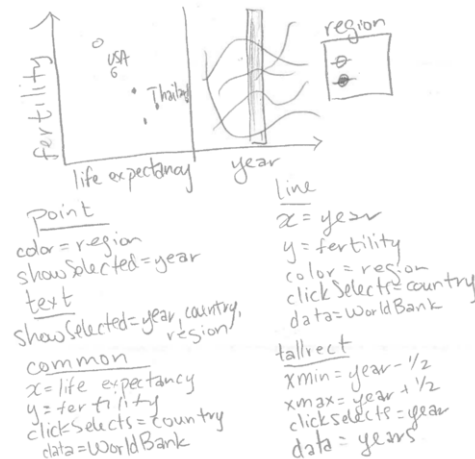 region
fertility
USA
Thailand
life expectancy
year
Point
color = region
showSelected = year
text
showSelected = year, country,
region
common
x = life expectancy
y = fertility
clickSelects = country
data = WorldBank
Line
x = year
y = fertility
color = region
clickSelects = country
data = WorldBank
tallrect
xmin = year - 1/2
xmax = year + 1/2
clickSelects = year
data = years